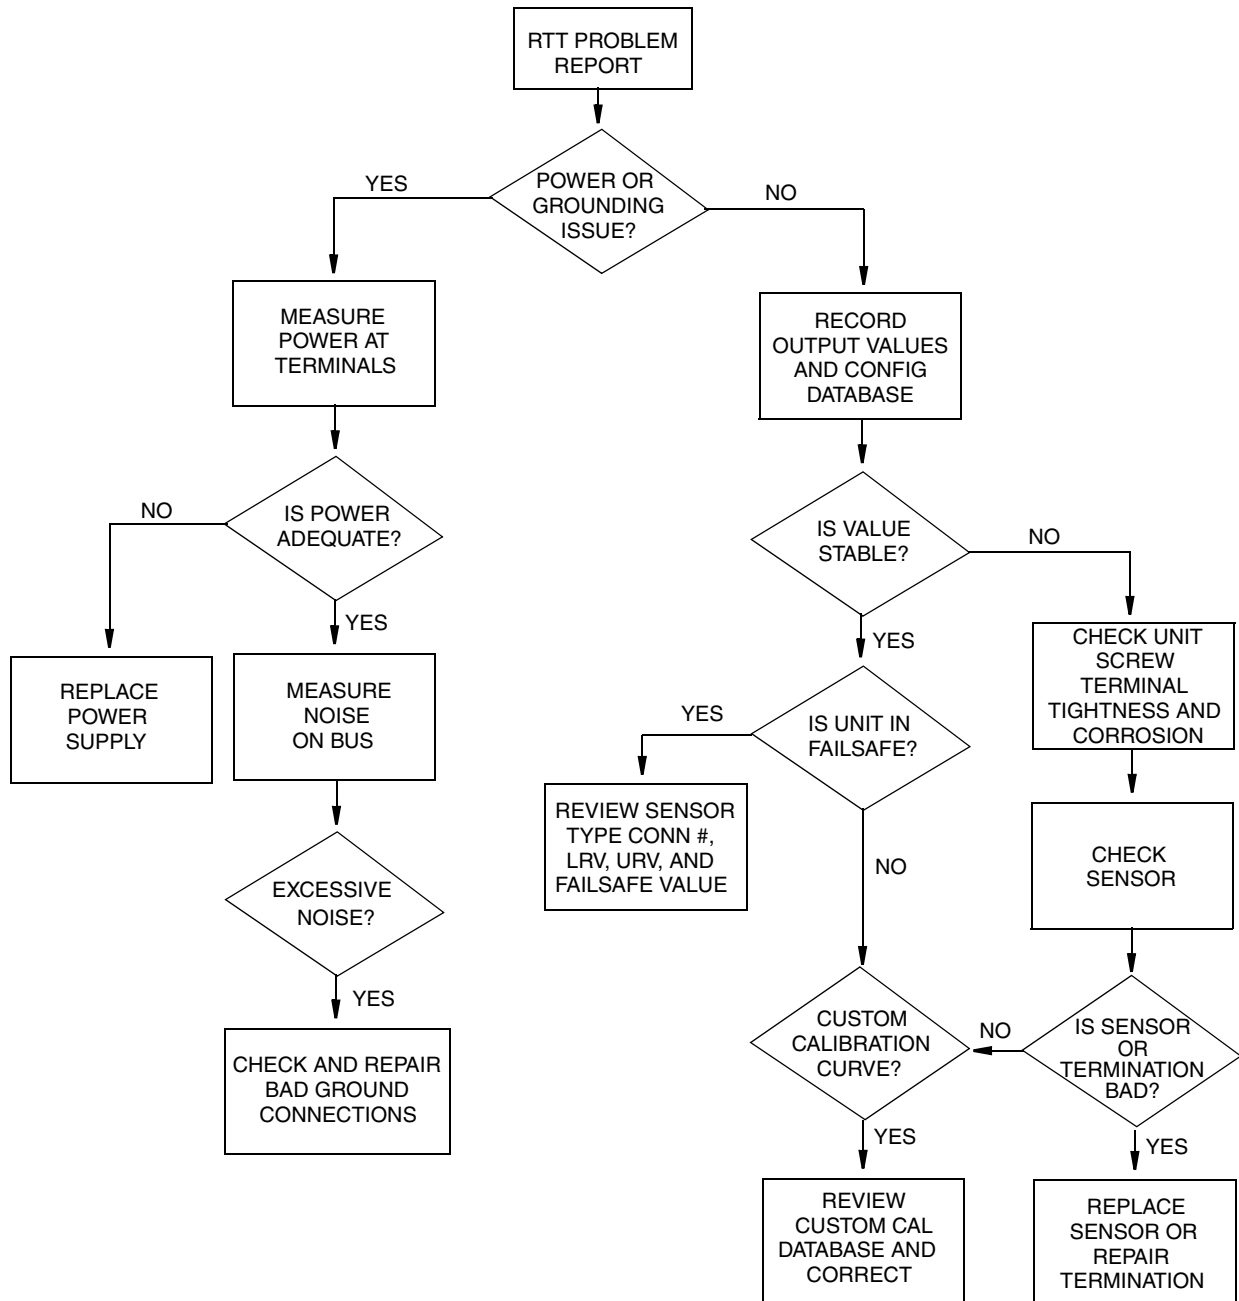 RTT PROBLEM
REPORT
POWER OR
GROUNDING
ISSUE?
YES
NO
MEASURE
POWER AT
TERMINALS
RECORD
OUTPUT VALUES
AND CONFIG
DATABASE
IS POWER
ADEQUATE?
NO
YES
IS VALUE
STABLE?
NO
YES
REPLACE
POWER
SUPPLY
MEASURE
NOISE
ON BUS
IS UNIT IN
FAILSAFE?
YES
NO
CHECK UNIT
SCREW
TERMINAL
TIGHTNESS AND
CORROSION
REVIEW SENSOR
TYPE CONN #,
LRV, URV, AND
FAILSAFE VALUE
CHECK
SENSOR
EXCESSIVE
NOISE?
YES
CHECK AND REPAIR
BAD GROUND
CONNECTIONS
CUSTOM
CALIBRATION
CURVE?
NO
IS SENSOR
OR
TERMINATION
BAD?
YES
YES
REVIEW
CUSTOM CAL
DATABASE AND
CORRECT
REPLACE
SENSOR OR
REPAIR
TERMINATION